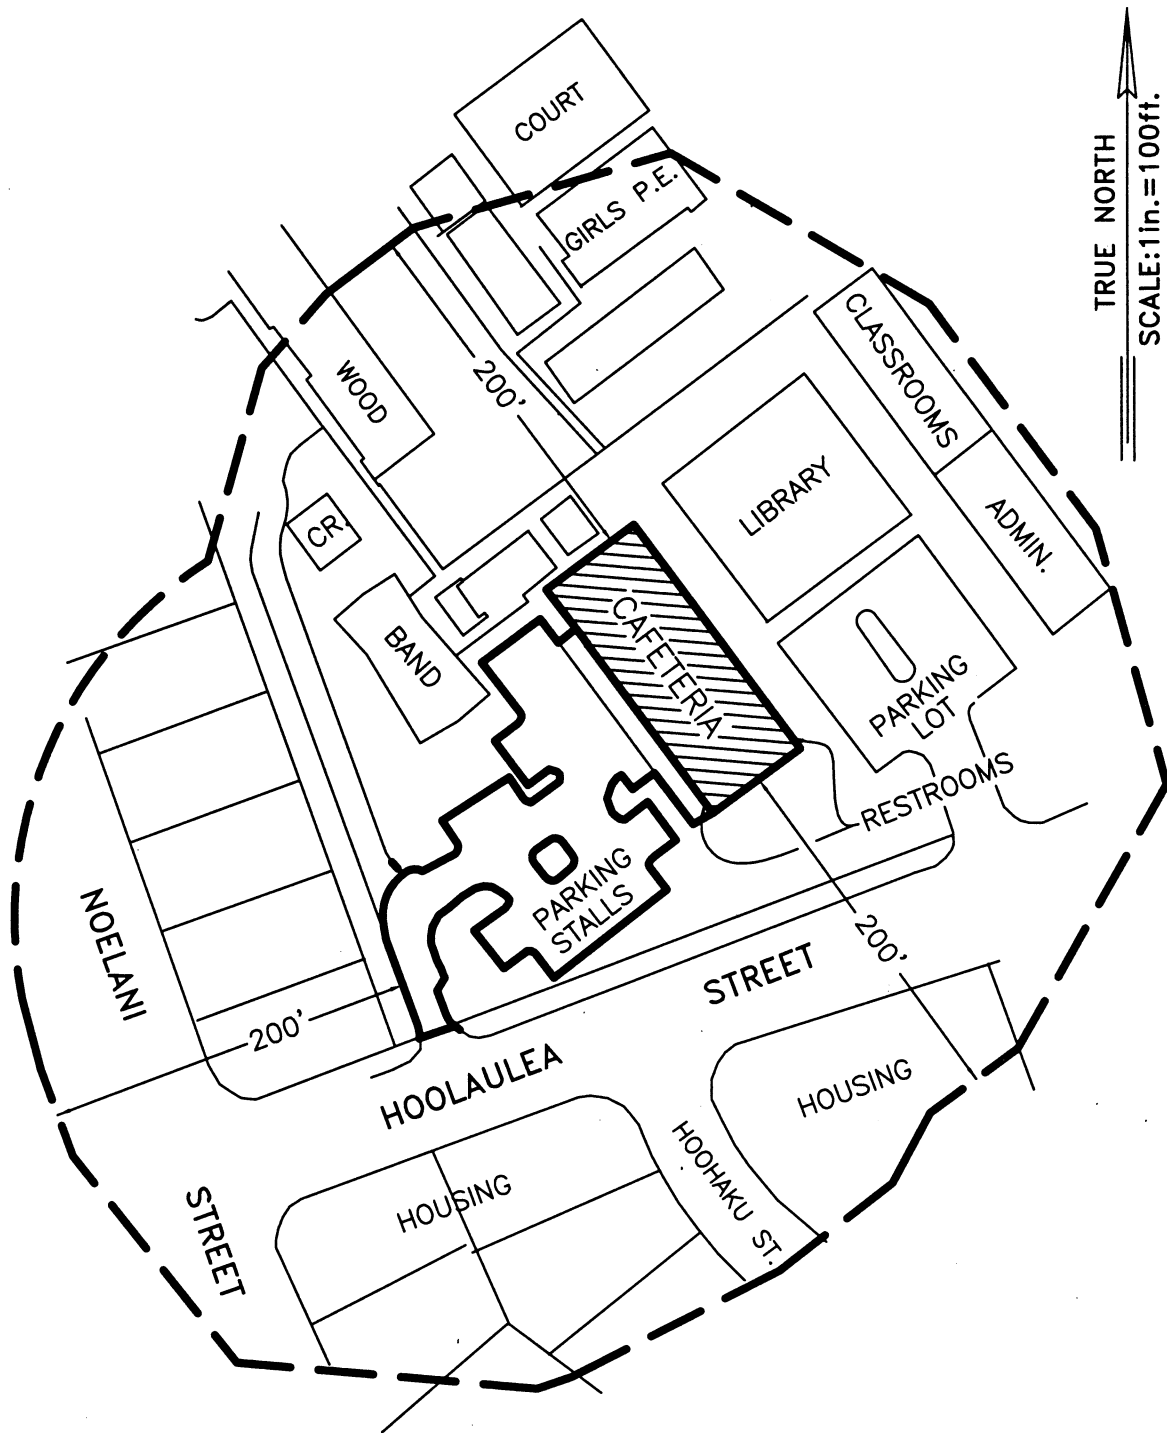 COURT
TRUE NORTH
SCALE:1in.=100ft.
GIRLS P.E.
CLASSROOMS
WOOD
200'
LIBRARY
CR.
ADMIN.
BAND
CAFETERIA
PARKING
LOT
RESTROOMS
PARKING
STALLS
NOELANI
STREET
200'
200'
HOOLAULEA
STREET
HOUSING
HOUSING
HOOHAKU ST.